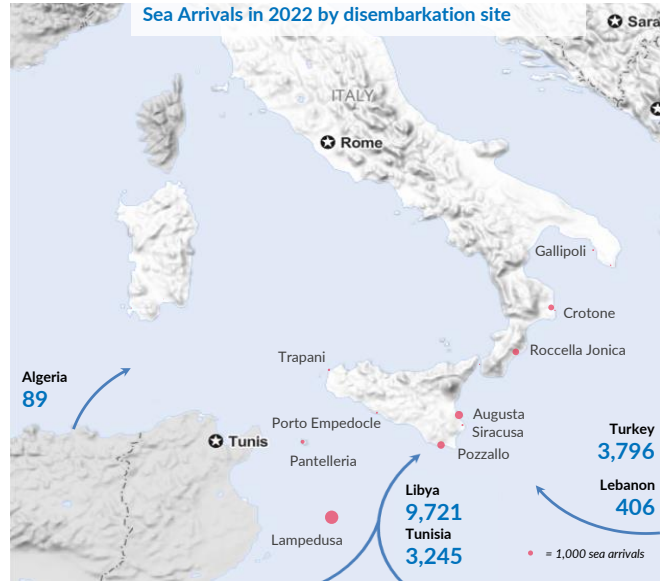 Sea Arrivals in 2022 by disembarkation site
Sara
ITALY
Rome
Gallipoli
Crotone
Roccella Jonica
Trapani
Algeria
89
Porto Empedocle
Augusta
Siracusa
Tunis
Pantelleria
Pozzallo
Turkey
3,796
Libya
9,721
Lebanon
406
Tunisia
3,245
Lampedusa
= 1,000 sea arrivals